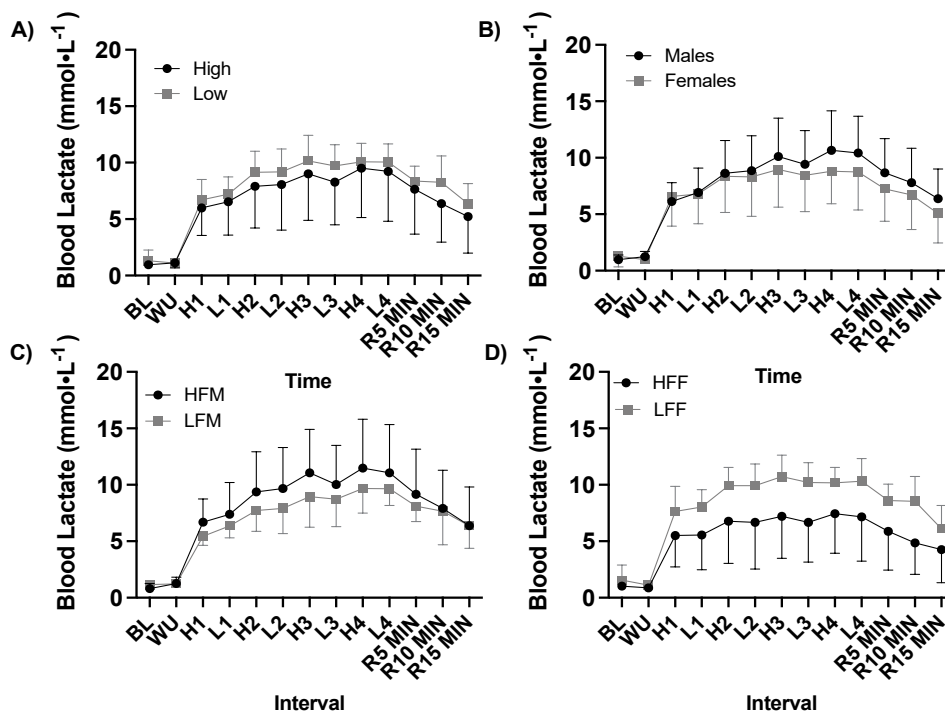 A)
Blood Lactate (mmol•L⁻¹)
20
15
10
5
0
High
Low
BL
WU
H1
L1
H2
L2
H3
L3
H4
L4
R5 MIN
R10 MIN
R15 MIN
Time
B)
Blood Lactate (mmol•L⁻¹)
20
15
10
5
0
Males
Females
BL
WU
H1
L1
H2
L2
H3
L3
H4
L4
R5 MIN
R10 MIN
R15 MIN
Time
C)
Blood Lactate (mmol•L⁻¹)
20
15
10
5
0
HFM
LFM
BL
WU
H1
L1
H2
L2
H3
L3
H4
L4
R5 MIN
R10 MIN
R15 MIN
Interval
D)
Blood Lactate (mmol•L⁻¹)
20
15
10
5
0
HFF
LFF
BL
WU
H1
L1
H2
L2
H3
L3
H4
L4
R5 MIN
R10 MIN
R15 MIN
Interval